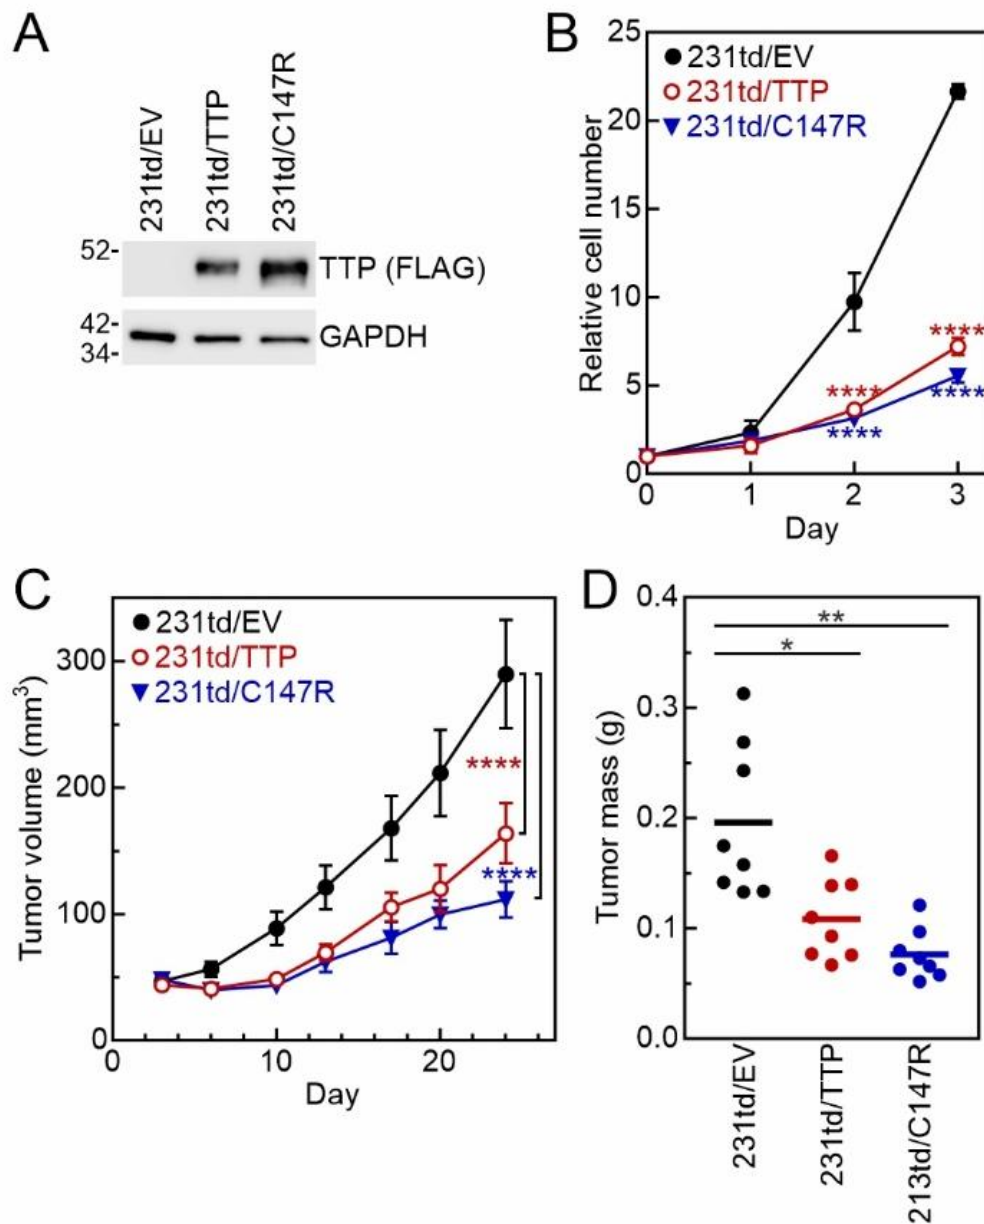 A
231td/EV
231td/TTP
231td/C147R
52-
TTP (FLAG)
42-
GAPDH
34-
B
25
20
15
10
5
0
Relative cell number
231td/EV
231td/TTP
231td/C147R
****
****
****
****
0 1 2 3
Day
C
300
200
100
0
Tumor volume (mm³)
231td/EV
231td/TTP
231td/C147R
****
****
0 10 20
Day
D
0.4
0.3
0.2
0.1
0.0
Tumor mass (g)
**
*
231td/EV
231td/TTP
213td/C147R